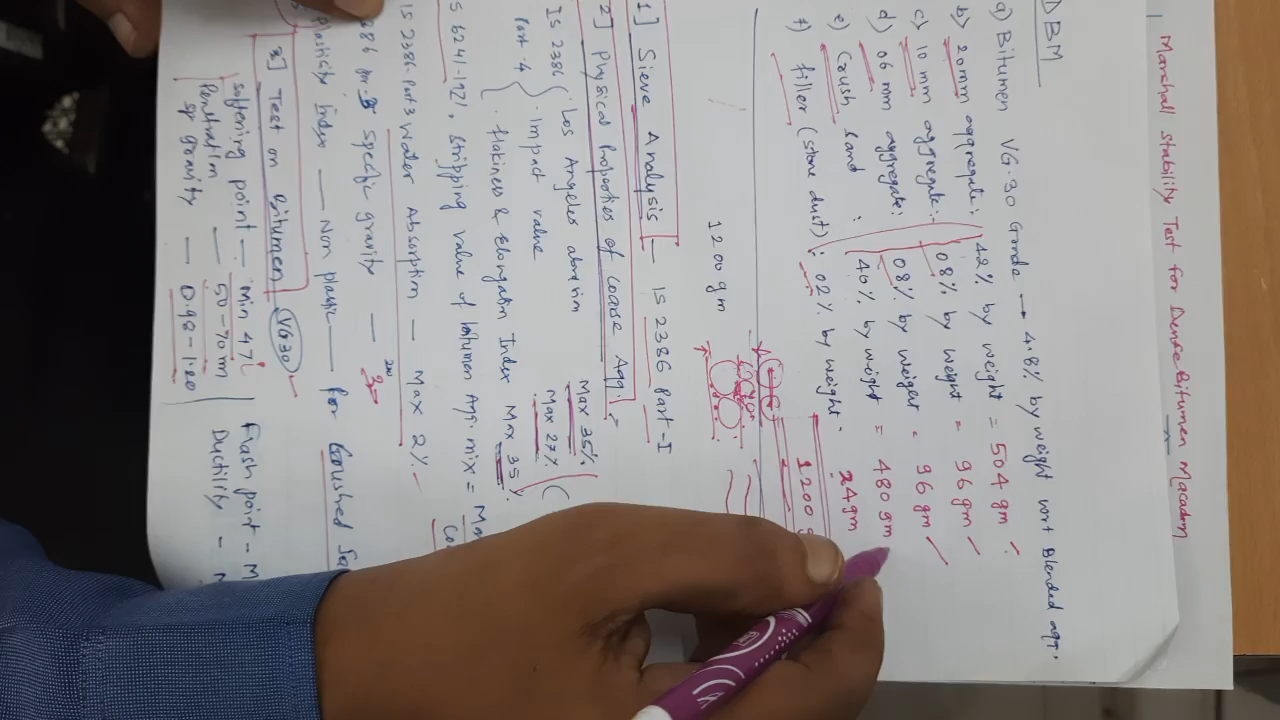 Marshall Stability Test for Dense Bitumen Macadam
DBM
a) Bitumen VG-30 Grade → 4.8% by weight wort Blended agg.
b) 20mm aggregate: 42% by weight = 504 gm
c) 10 mm aggregate: 08% by weight = 96 gm
d) 06 mm aggregate: 08% by weight = 96 gm
e) Crush Sand : 40% by weight = 480 gm
f) filler (stone dust): 02% by weight. 24gm
1200 g
1200 gm
1] Sieve Analysis — IS 2386 Part-I
2] Physical Properties of Coarse Agg:-
IS 2386 Part-4
Los Angeles abrasion Max 35%
Impact value Max 27%
flakiness & Elongation Index Max 35%
S 6241-1971, Stripping value of bitumen Agg. mix =
IS 2386-Part 3 Water Absorption — Max 2%
386 Specific gravity —
Plasticity Index — Non plastic — for Crushed Sa
3] Test on Bitumen VG30
Softening point — Min 47 Flash point - M
Penetration — 50-70 mm Ductility -
Sp gravity — 0.98-1.20